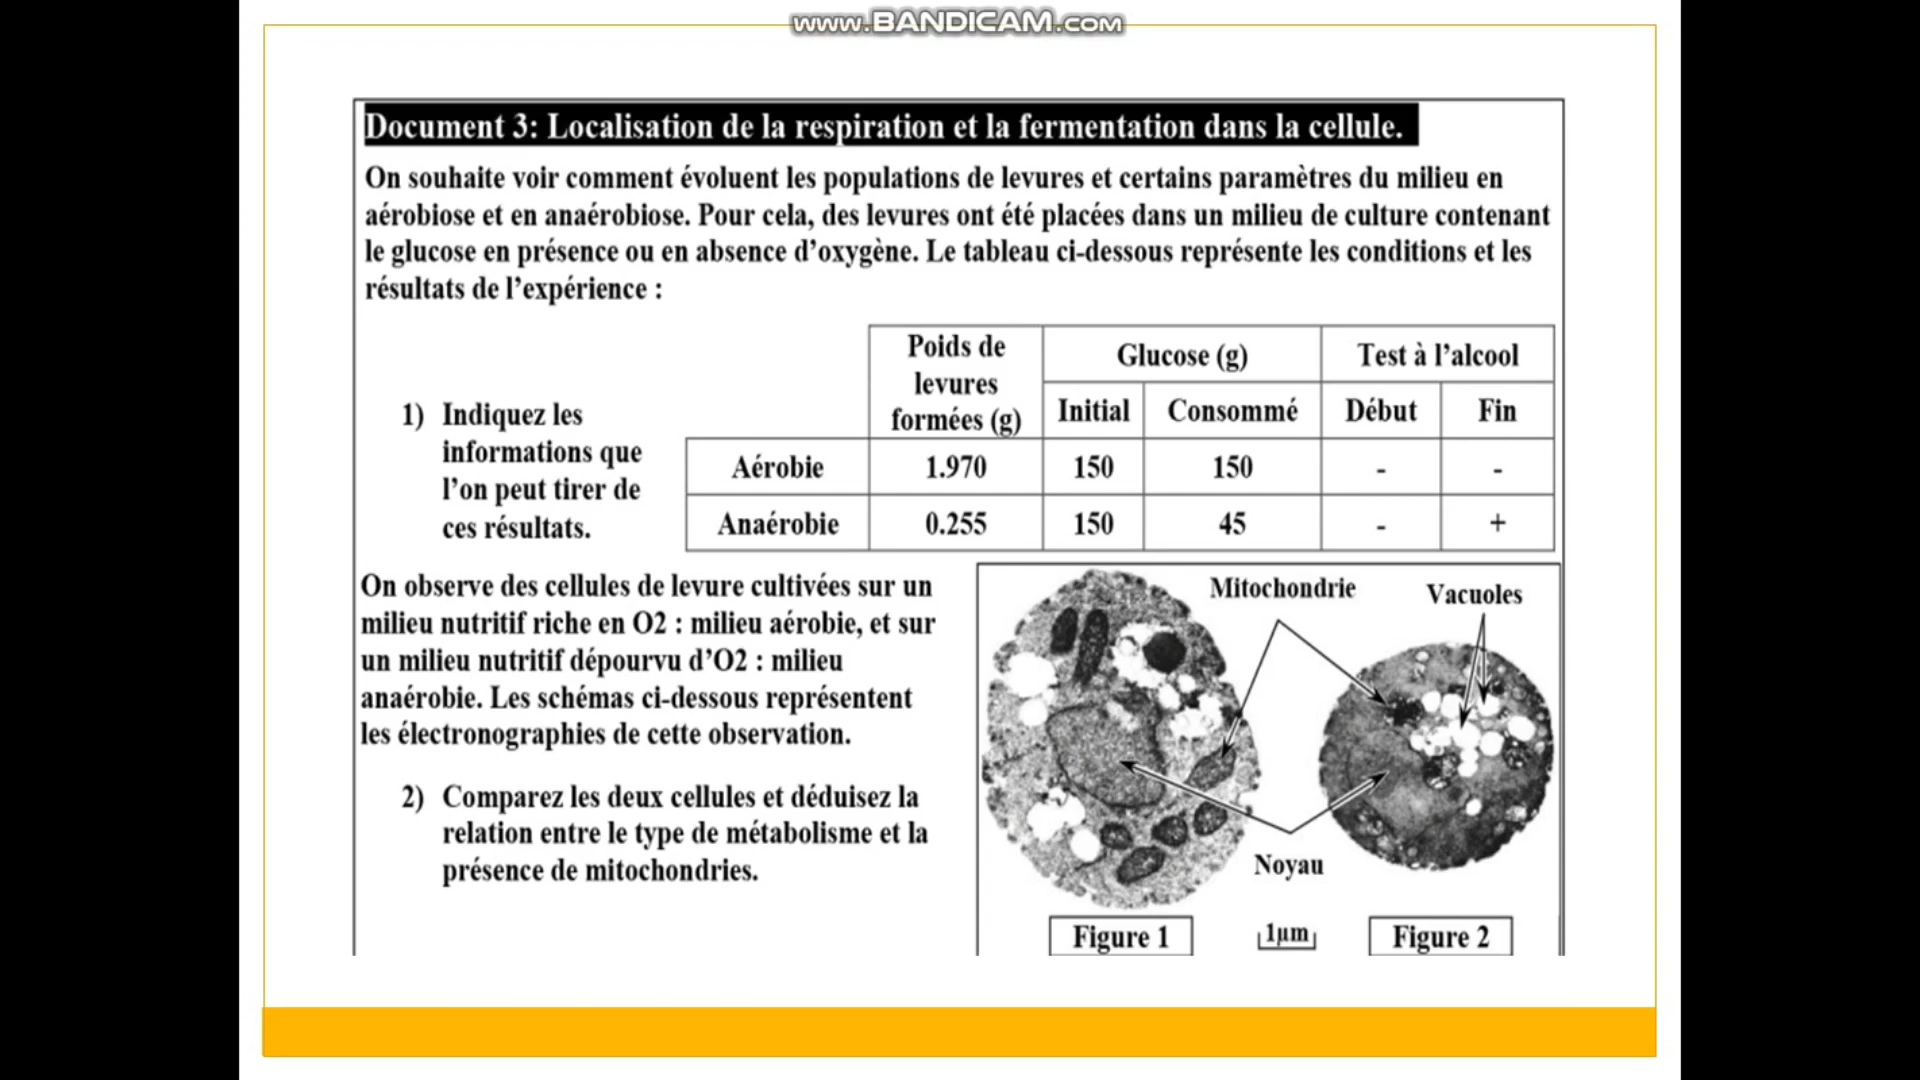 www.BANDICAM.com
Document 3: Localisation de la respiration et la fermentation dans la cellule.
On souhaite voir comment évoluent les populations de levures et certains paramètres du milieu en
aérobiose et en anaérobiose. Pour cela, des levures ont été placées dans un milieu de culture contenant
le glucose en présence ou en absence d’oxygène. Le tableau ci-dessous représente les conditions et les
résultats de l’expérience :
1) Indiquez les
informations que
l’on peut tirer de
ces résultats.
Poids de
levures
formées (g)
Glucose (g)
Test à l’alcool
Initial Consommé Début Fin
Aérobie 1.970 150 150 - -
Anaérobie 0.255 150 45 - +
On observe des cellules de levure cultivées sur un
milieu nutritif riche en O2 : milieu aérobie, et sur
un milieu nutritif dépourvu d’O2 : milieu
anaérobie. Les schémas ci-dessous représentent
les électronographies de cette observation.
2) Comparez les deux cellules et déduisez la
relation entre le type de métabolisme et la
présence de mitochondries.
Mitochondrie
Vacuoles
Noyau
Figure 1
1µm
Figure 2